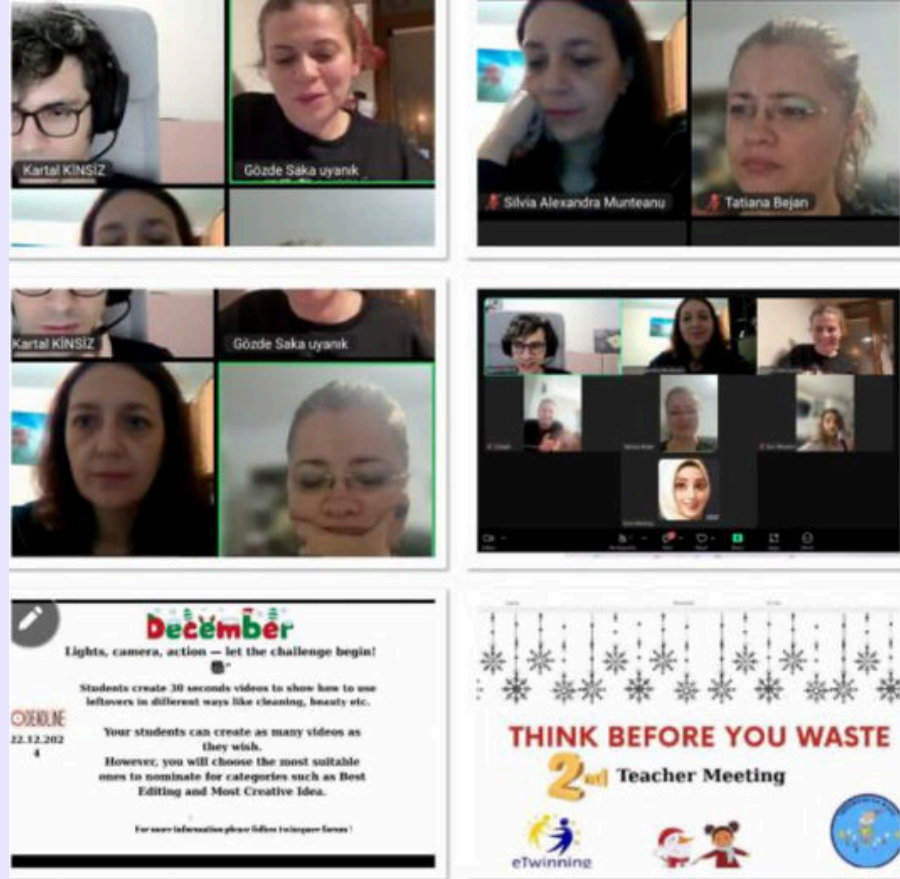 Kartal KİNSİZ
Gözde Saka uyanık
Silvia Alexandra Munteanu
Tatiana Bejan
Kartal KİNSİZ
Gözde Saka uyanık
December
Lights, camera, action — let the challenge begin!
Students create 30 seconds videos to show how to use
leftovers in different ways like cleaning, beauty etc.
DEADLINE
22.12.202
4
Your students can create as many videos as
they wish.
However, you will choose the most suitable
ones to nominate for categories such as Best
Editing and Most Creative Idea.
For more information please follow twinspace forum !
THINK BEFORE YOU WASTE
2nd Teacher Meeting
eTwinning